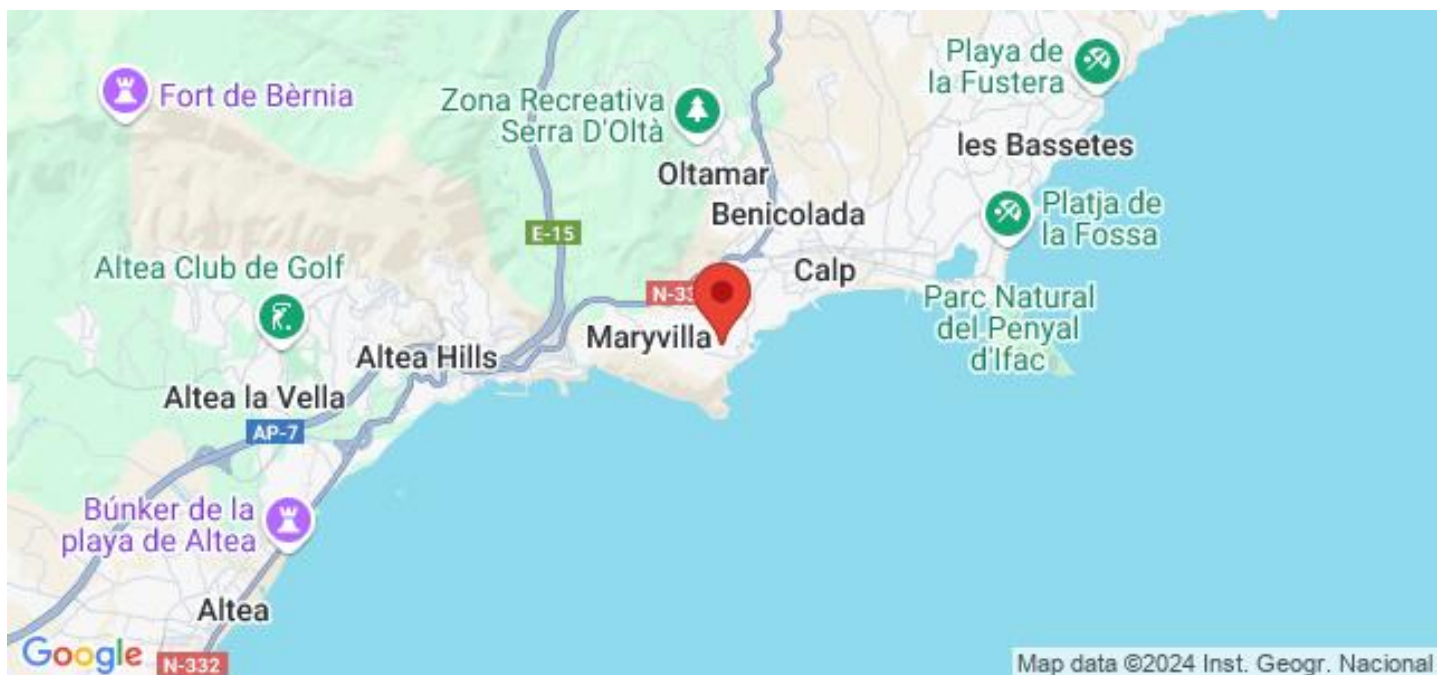 Playa de
la Fustera
Fort de Bèrnia
Zona Recreativa
Serra D'Oltà
les Bassetes
Oltamar
Benicolada
Platja de
la Fossa
E-15
Altea Club de Golf
Calp
Parc Natural
del Penyal
d'Ifac
Maryvilla
Altea Hills
Altea la Vella
AP-7
Búnker de la
playa de Altea
Altea
Google
N-332
Map data ©2024 Inst. Geogr. Nacional